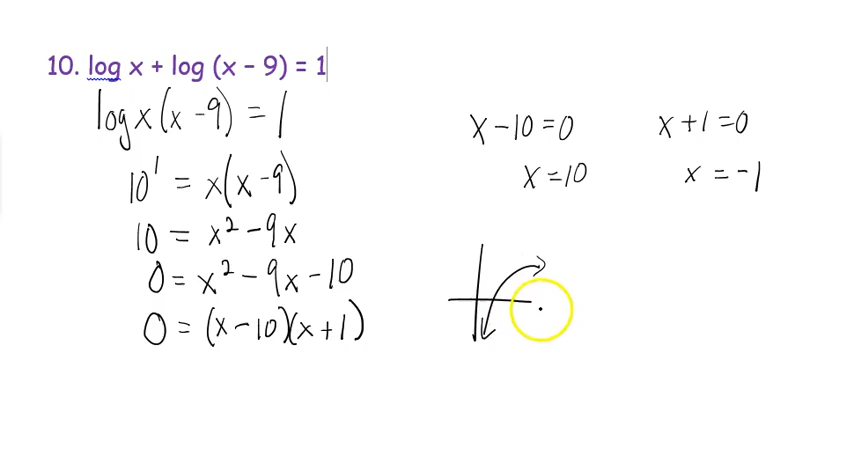 10. log x + log (x – 9) = 1
log x(x - 9) = 1
10¹ = x(x - 9)
10 = x² - 9x
0 = x² - 9x - 10
0 = (x - 10)(x + 1)
x - 10 = 0
x = 10
x + 1 = 0
x = -1